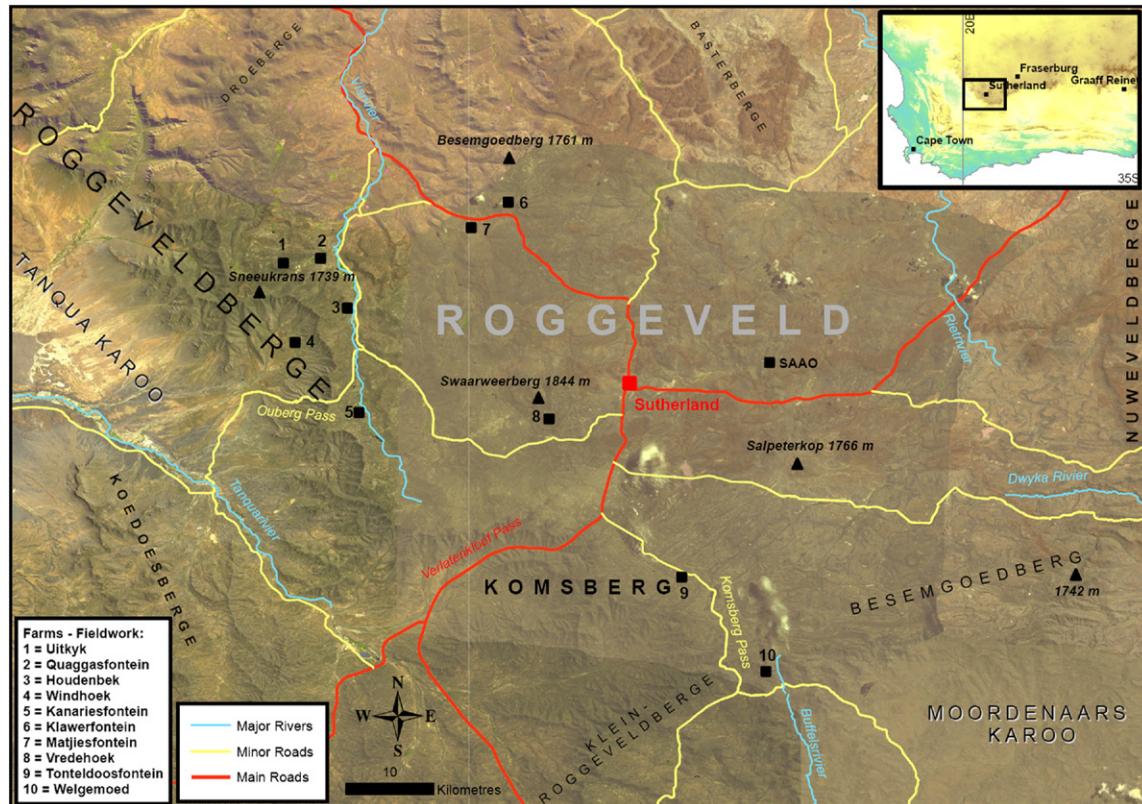 DROEBERGE
Visrivier
BASTERBERGE
20E
Fraserburg
Sutherland
Graaff Reinet
Cape Town
35S
ROGGEVELDBERGE
Besemgoedberg 1761 m
6
7
1
2
Sneeukrans 1739 m
3
4
TANQUA KAROO
ROGGEVELD
Rietrivier
NUWEVELDBERGE
SAAO
Swaarweerberg 1844 m
8
Sutherland
Ouberg Pass
5
Salpeterkop 1766 m
Dwyka Rivier
Tanquarivier
KOEDOESBERGE
Verlatenkloof Pass
KOMSBERG
9
Komsberg Pass
BESEMGOEDBERG
1742 m
10
Buffelsrivier
KLEIN-
ROGGEVELDBERGE
MOORDENAARS
KAROO
Farms - Fieldwork:
1 = Uitkyk
2 = Quaggasfontein
3 = Houdenbek
4 = Windhoek
5 = Kanariesfontein
6 = Klawerfontein
7 = Matjiesfontein
8 = Vredehoek
9 = Tonteldoosfontein
10 = Welgemoed
Major Rivers
Minor Roads
Main Roads
N
W E
S
10
Kilometres